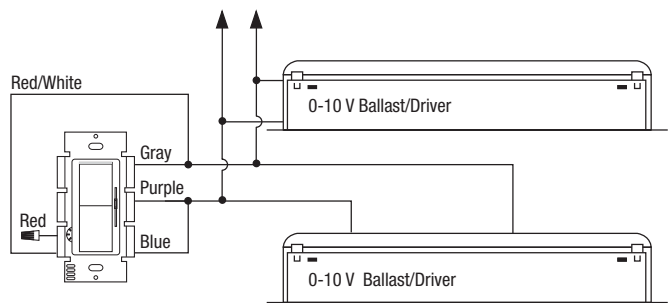 Red/White
0-10 V Ballast/Driver
Gray
Purple
Red
Blue
0-10 V Ballast/Driver